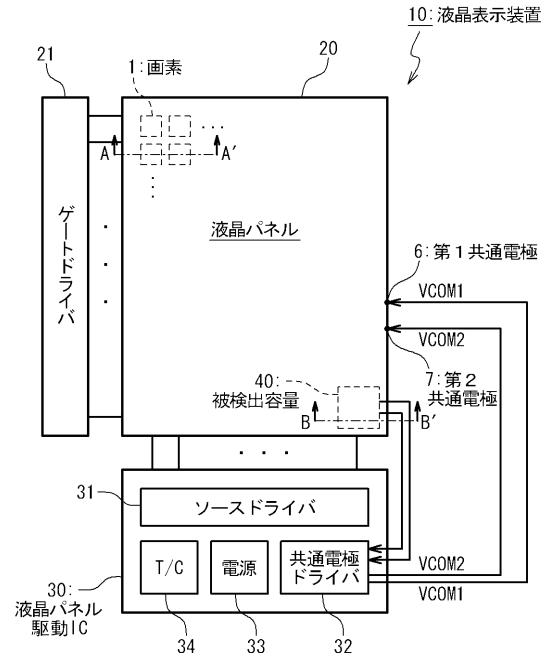 10:液晶表示装置
21
20
1:画素
...
A
A′
ゲートドライバ
液晶パネル
6:第1共通電極
VCOM1
VCOM2
7:第2
共通電極
40:
被検出容量
B
B′
...
31
ソースドライバ
T/C
電源
共通電極
ドライバ
VCOM2
VCOM1
30:
液晶パネル
駆動IC
34
33
32